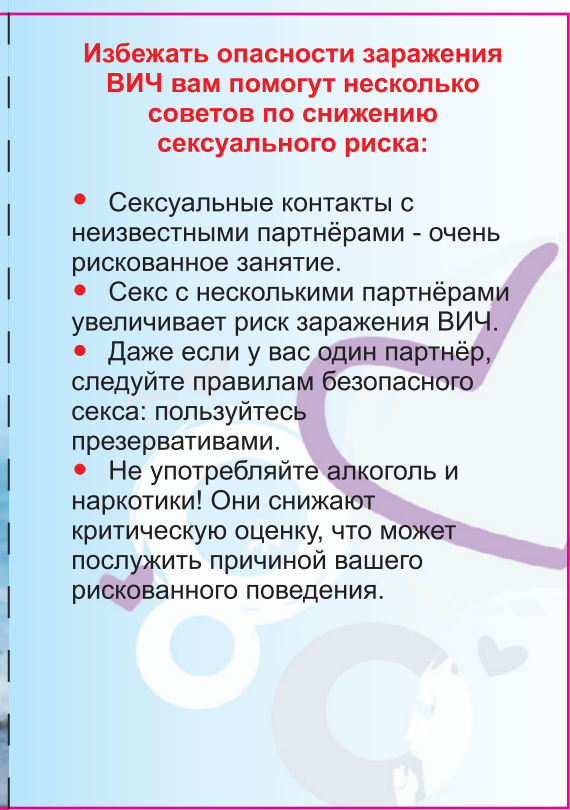 Избежать опасности заражения
ВИЧ вам помогут несколько
советов по снижению
сексуального риска:
• Сексуальные контакты с
неизвестными партнёрами - очень
рискованное занятие.
• Секс с несколькими партнёрами
увеличивает риск заражения ВИЧ.
• Даже если у вас один партнёр,
следуйте правилам безопасного
секса: пользуйтесь
презервативами.
• Не употребляйте алкоголь и
наркотики! Они снижают
критическую оценку, что может
послужить причиной вашего
рискованного поведения.